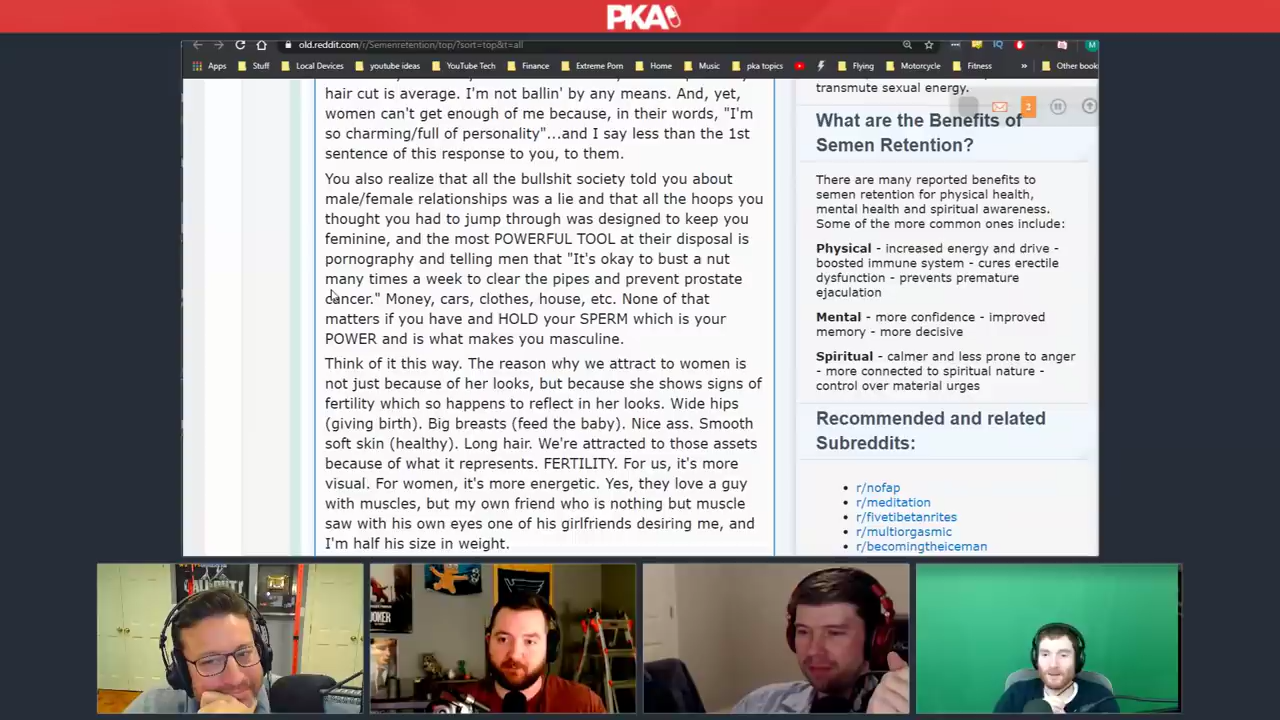 PKA
old.reddit.com/r/Semenretention/top/?sort=top&t=all
Apps Stuff Local Devices youtube ideas YouTube Tech Finance Extreme Porn Home Music pka topics Flying Motorcycle Fitness » Other book
hair cut is average. I'm not ballin' by any means. And, yet,
women can't get enough of me because, in their words, "I'm
so charming/full of personality"...and I say less than the 1st
sentence of this response to you, to them.
You also realize that all the bullshit society told you about
male/female relationships was a lie and that all the hoops you
thought you had to jump through was designed to keep you
feminine, and the most POWERFUL TOOL at their disposal is
pornography and telling men that "It's okay to bust a nut
many times a week to clear the pipes and prevent prostate
cancer." Money, cars, clothes, house, etc. None of that
matters if you have and HOLD your SPERM which is your
POWER and is what makes you masculine.
Think of it this way. The reason why we attract to women is
not just because of her looks, but because she shows signs of
fertility which so happens to reflect in her looks. Wide hips
(giving birth). Big breasts (feed the baby). Nice ass. Smooth
soft skin (healthy). Long hair. We're attracted to those assets
because of what it represents. FERTILITY. For us, it's more
visual. For women, it's more energetic. Yes, they love a guy
with muscles, but my own friend who is nothing but muscle
saw with his own eyes one of his girlfriends desiring me, and
I'm half his size in weight.
transmute sexual energy.
3
What are the Benefits of
Semen Retention?
There are many reported benefits to
semen retention for physical health,
mental health and spiritual awareness.
Some of the more common ones include:
Physical - increased energy and drive -
boosted immune system - cures erectile
dysfunction - prevents premature
ejaculation
Mental - more confidence - improved
memory - more decisive
Spiritual - calmer and less prone to anger
- more connected to spiritual nature -
control over material urges
Recommended and related
Subreddits:
r/nofap
r/meditation
r/fivetibetanrites
r/multiorgasmic
r/becomingtheiceman
JOKER